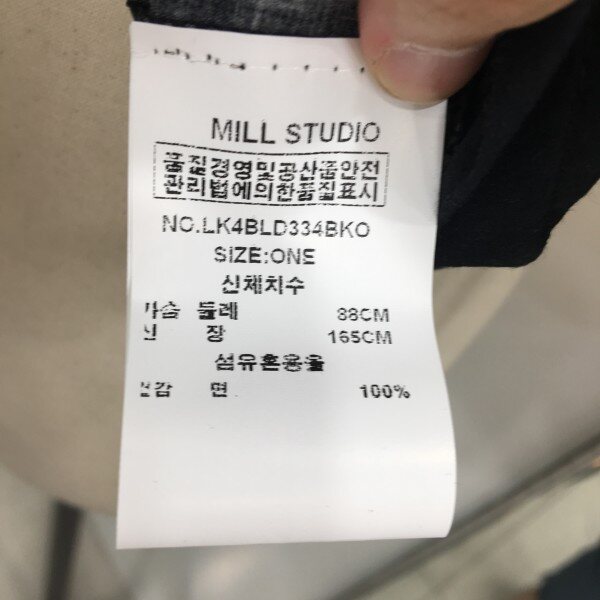 MILL STUDIO
품질경영및공산품안전
관리법에의한품질표시
NO.LK4BLD334BKO
SIZE:ONE
신체치수
가슴 둘레 88CM
신 장 165CM
섬유혼용율
겉감 면 100%